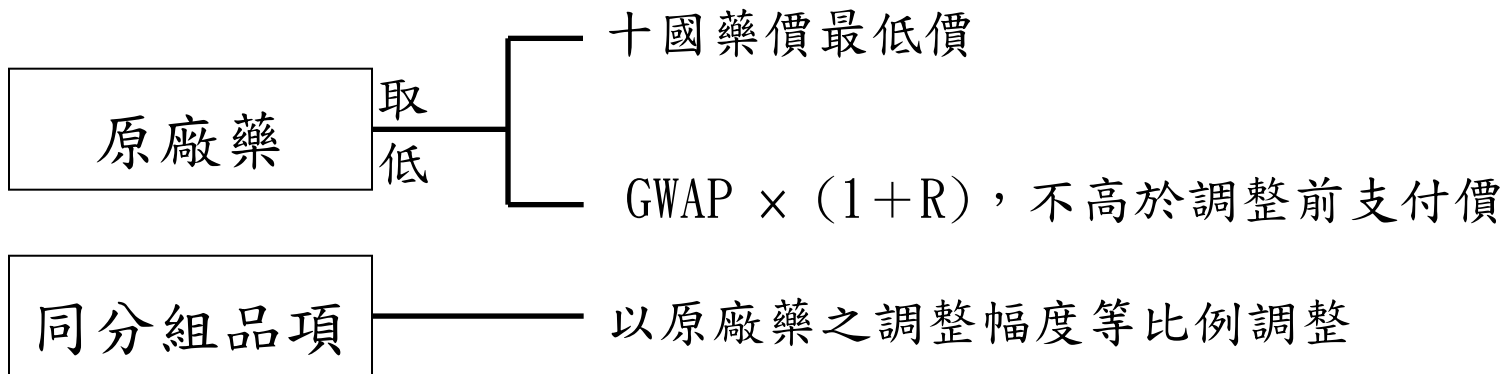 十國藥價最低價
原廠藥
取
低
GWAP × (1＋R)，不高於調整前支付價
同分組品項
以原廠藥之調整幅度等比例調整